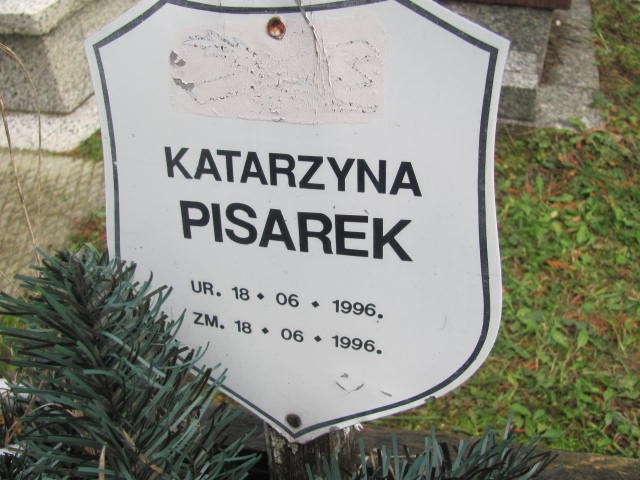 KATARZYNA
PISAREK
UR. 18 • 06 • 1996.
ZM. 18 • 06 • 1996.